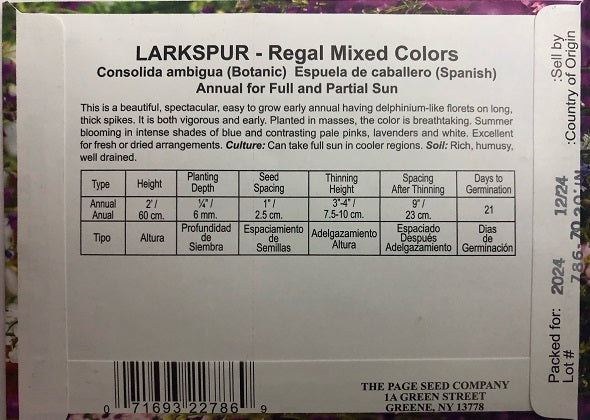 LARKSPUR - Regal Mixed Colors
Consolida ambigua (Botanic) Espuela de caballero (Spanish)
Annual for Full and Partial Sun
This is a beautiful, spectacular, easy to grow early annual having delphinium-like florets on long,
thick spikes. It is both vigorous and early. Planted in masses, the color is breathtaking. Summer
blooming in intense shades of blue and contrasting pale pinks, lavenders and white. Excellent
for fresh or dried arrangements. Culture: Can take full sun in cooler regions. Soil: Rich, humusy,
well drained.
Type Height Planting Depth Seed Spacing Thinning Height Spacing After Thinning Days to Germination
Annual Anual 2'/ 60 cm. ¼"/ 6 mm. 1"/ 2.5 cm. 3"-4"/ 7.5-10 cm. 9"/ 23 cm. 21
Tipo Altura Profundidad de Siembra Espaciamiento de Semillas Adelgazamiento Altura Espaciado Después Adelgazamiento Dias de Germinación
0 71693 22786 9
THE PAGE SEED COMPANY
1A GREEN STREET
GREENE, NY 13778
Packed for: 2024 12/24 :Sell by
Lot # :Country of Origin